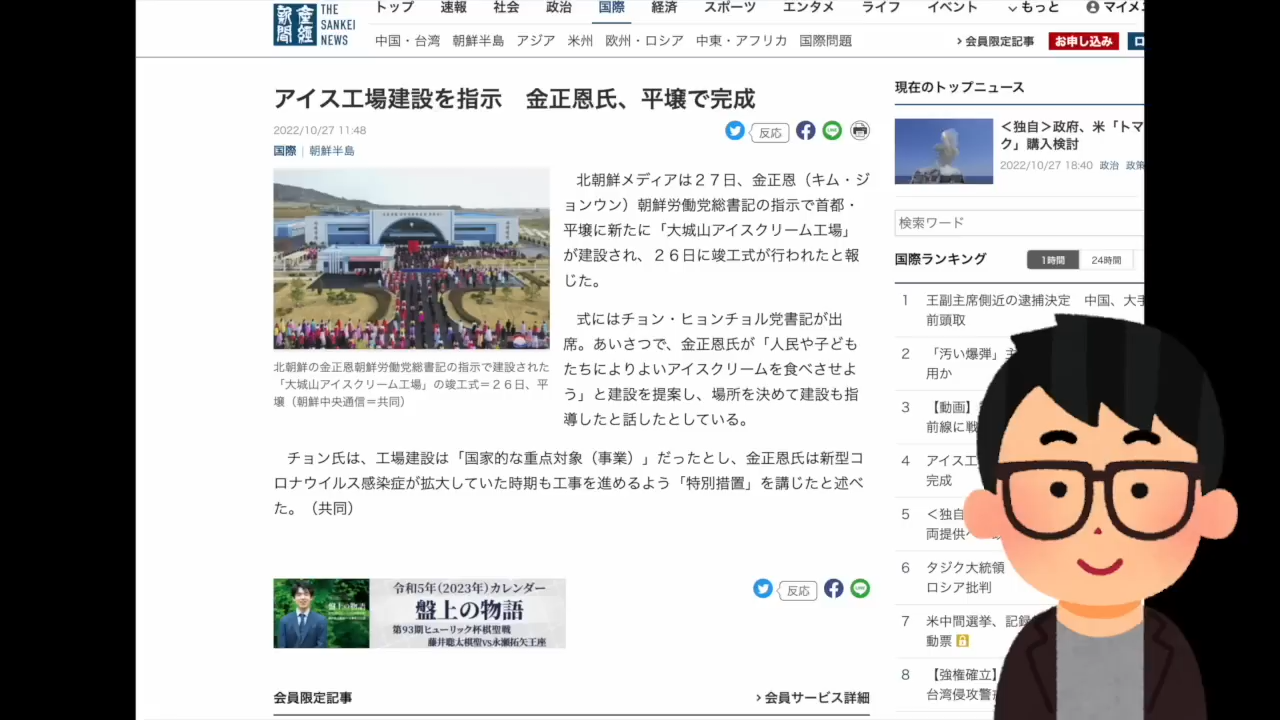 産經新聞
THE SANKEI NEWS
トップ 速報 社会 政治 国際 経済 スポーツ エンタメ ライフ イベント もっと マイメ
中国・台湾 朝鮮半島 アジア 米州 欧州・ロシア 中東・アフリカ 国際問題
会員限定記事 お申し込み ロ
アイス工場建設を指示　金正恩氏、平壌で完成
2022/10/27 11:48
反応
国際 | 朝鮮半島
北朝鮮の金正恩朝鮮労働党総書記の指示で建設された
「大城山アイスクリーム工場」の竣工式＝２６日、平
壌（朝鮮中央通信＝共同）
北朝鮮メディアは２７日、金正恩（キム・ジ
ョンウン）朝鮮労働党総書記の指示で首都・
平壌に新たに「大城山アイスクリーム工場」
が建設され、２６日に竣工式が行われたと報
じた。
式にはチョン・ヒョンチョル党書記が出
席。あいさつで、金正恩氏が「人民や子ども
たちによりよいアイスクリームを食べさせよ
う」と建設を提案し、場所を決めて建設も指
導したと話したとしている。
チョン氏は、工場建設は「国家的な重点対象（事業）」だったとし、金正恩氏は新型コ
ロナウイルス感染症が拡大していた時期も工事を進めるよう「特別措置」を講じたと述べ
た。（共同）
令和5年（2023年）カレンダー
盤上の物語
第93期ヒューリック杯棋聖戦
藤井聡太棋聖vs永瀬拓矢王座
盤上の物語
反応
会員限定記事
会員サービス詳細
現在のトップニュース
＜独自＞政府、米「トマ
ク」購入検討
2022/10/27 18:40 政治 政策
検索ワード
国際ランキング 1時間 24時間
1 王副主席側近の逮捕決定　中国、大手
前頭取
2 「汚い爆弾」
用か
3 【動画】
前線に戦
4 アイス工
完成
5 ＜独自
両提供へ
6 タジク大統領
ロシア批判
7 米中間選挙、記録
動票
8 【強権確立】
台湾侵攻警